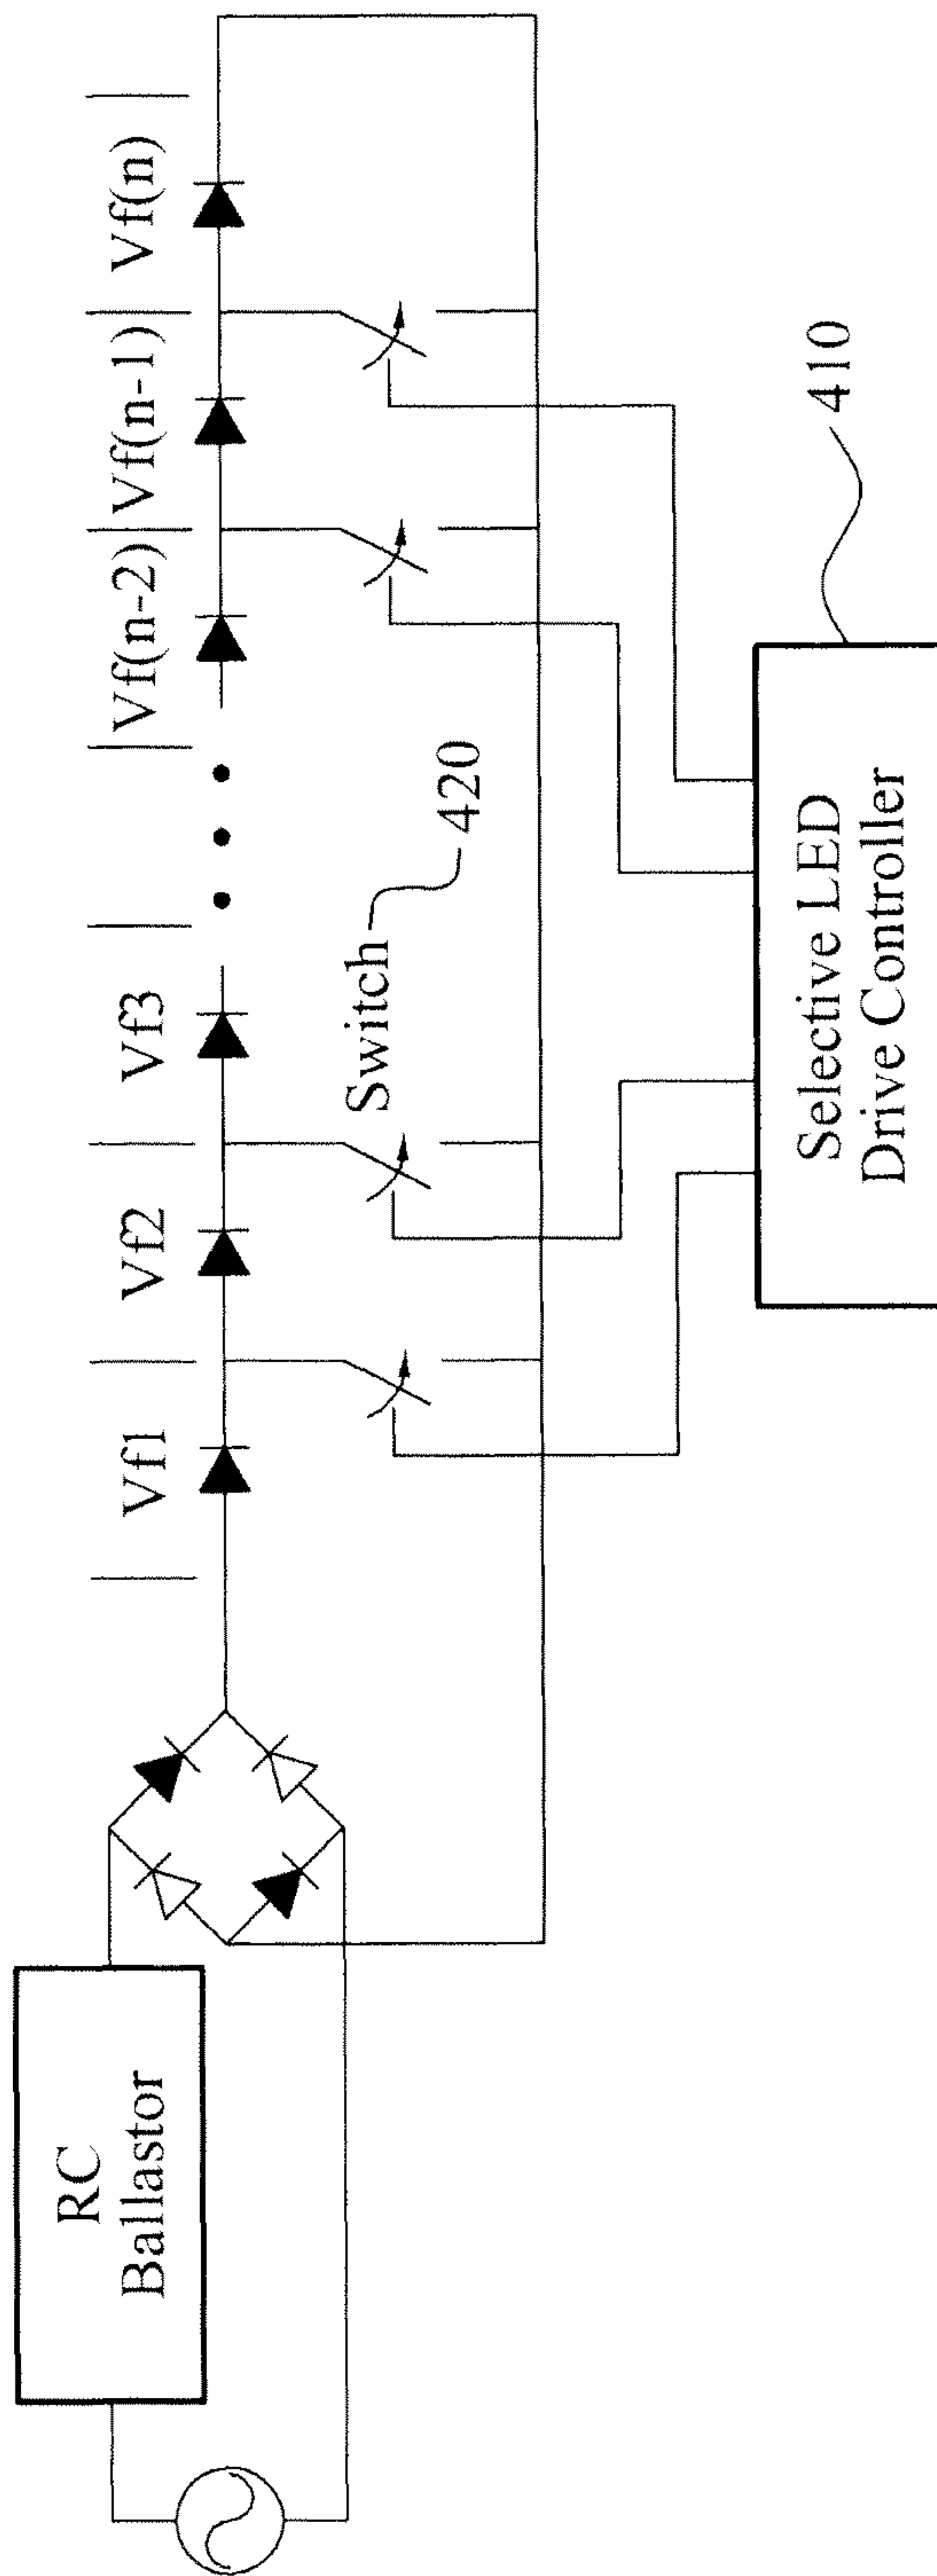 RC
Ballastor
Vf1
Vf2
Vf3
Vf(n-2)
Vf(n-1)
Vf(n)
Switch
420
Selective LED
Drive Controller
410